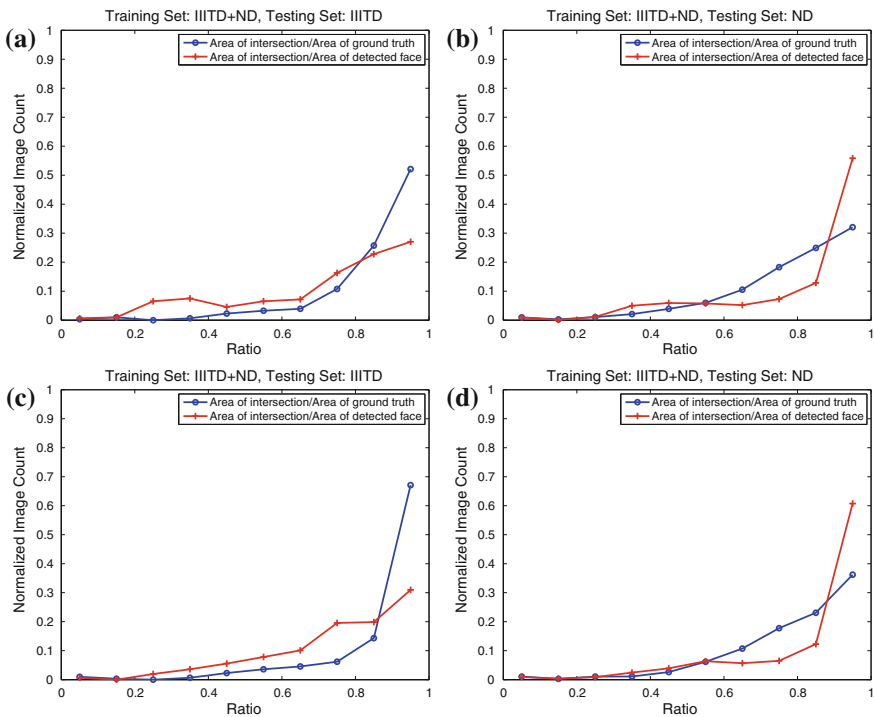 (a)
Training Set: IIITD+ND, Testing Set: IIITD
Area of intersection/Area of ground truth
Area of intersection/Area of detected face
Normalized Image Count
1
0.9
0.8
0.7
0.6
0.5
0.4
0.3
0.2
0.1
0
0 0.2 0.4 0.6 0.8 1
Ratio
(b)
Training Set: IIITD+ND, Testing Set: ND
Area of intersection/Area of ground truth
Area of intersection/Area of detected face
Normalized Image Count
1
0.9
0.8
0.7
0.6
0.5
0.4
0.3
0.2
0.1
0
0 0.2 0.4 0.6 0.8 1
Ratio
(c)
Training Set: IIITD+ND, Testing Set: IIITD
Area of intersection/Area of ground truth
Area of intersection/Area of detected face
Normalized Image Count
1
0.9
0.8
0.7
0.6
0.5
0.4
0.3
0.2
0.1
0
0 0.2 0.4 0.6 0.8 1
Ratio
(d)
Training Set: IIITD+ND, Testing Set: ND
Area of intersection/Area of ground truth
Area of intersection/Area of detected face
Normalized Image Count
1
0.9
0.8
0.7
0.6
0.5
0.4
0.3
0.2
0.1
0
0 0.2 0.4 0.6 0.8 1
Ratio